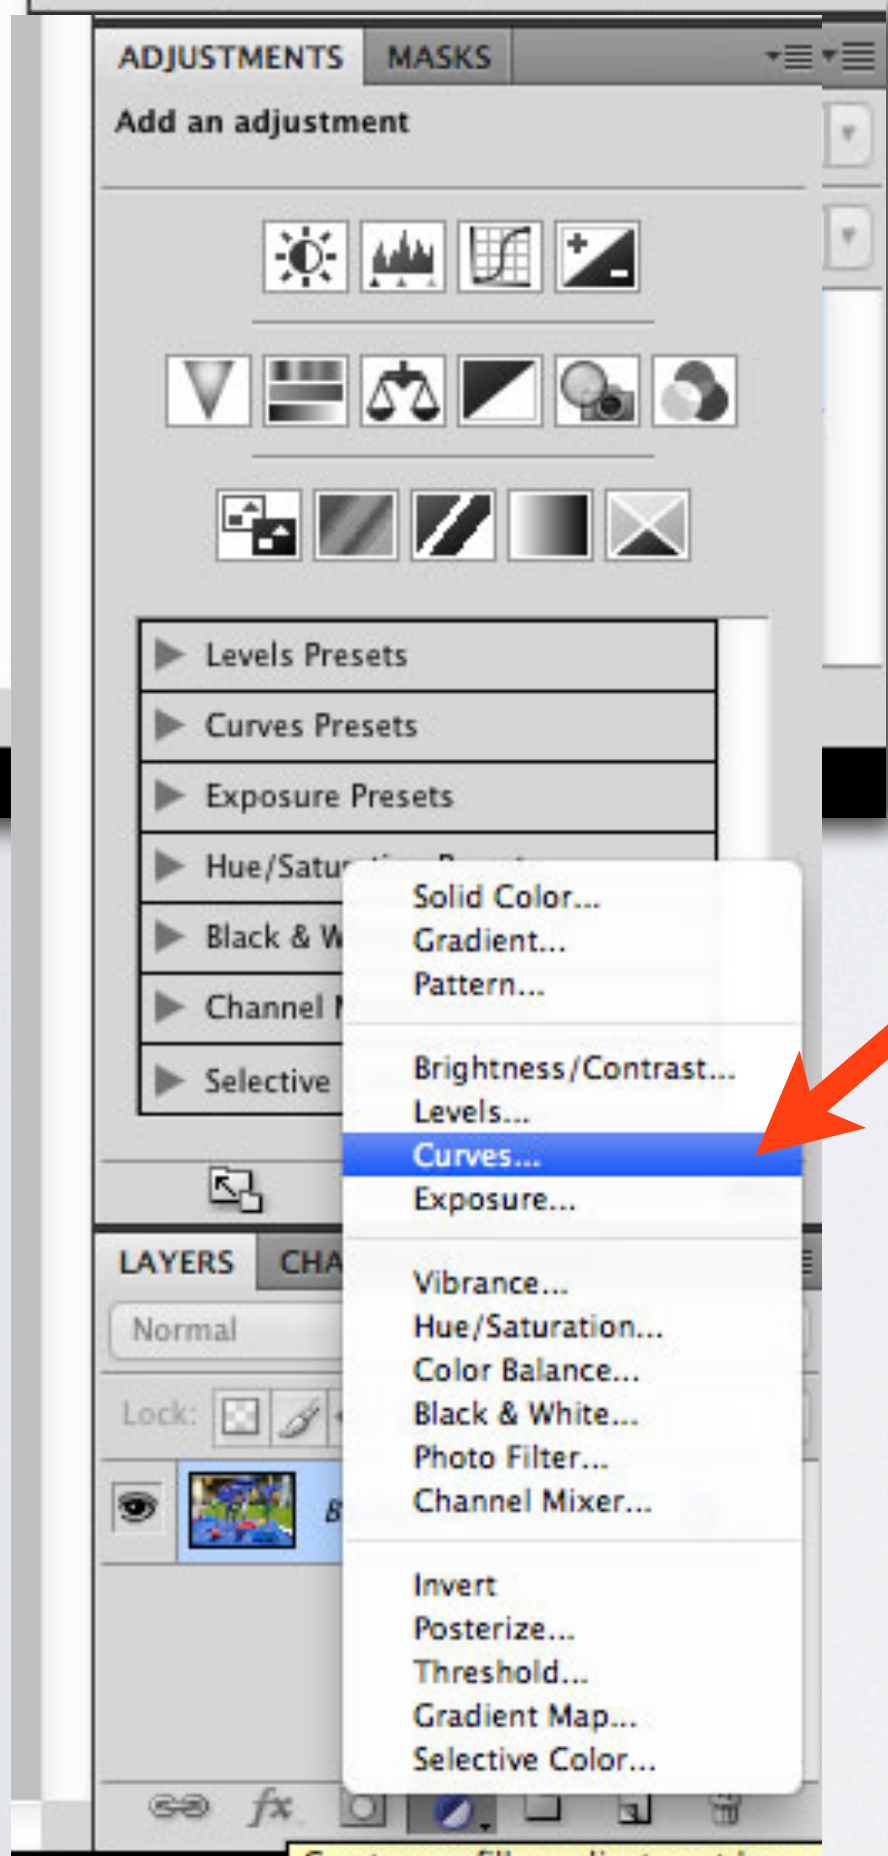 ADJUSTMENTS MASKS
Add an adjustment
Levels Presets
Curves Presets
Exposure Presets
Hue/Satur
Black & W
Channel
Selective
Solid Color...
Gradient...
Pattern...
Brightness/Contrast...
Levels...
Curves...
Exposure...
Vibrance...
Hue/Saturation...
Color Balance...
Black & White...
Photo Filter...
Channel Mixer...
Invert
Posterize...
Threshold...
Gradient Map...
Selective Color...
LAYERS CHA
Normal
Lock:
B
fx